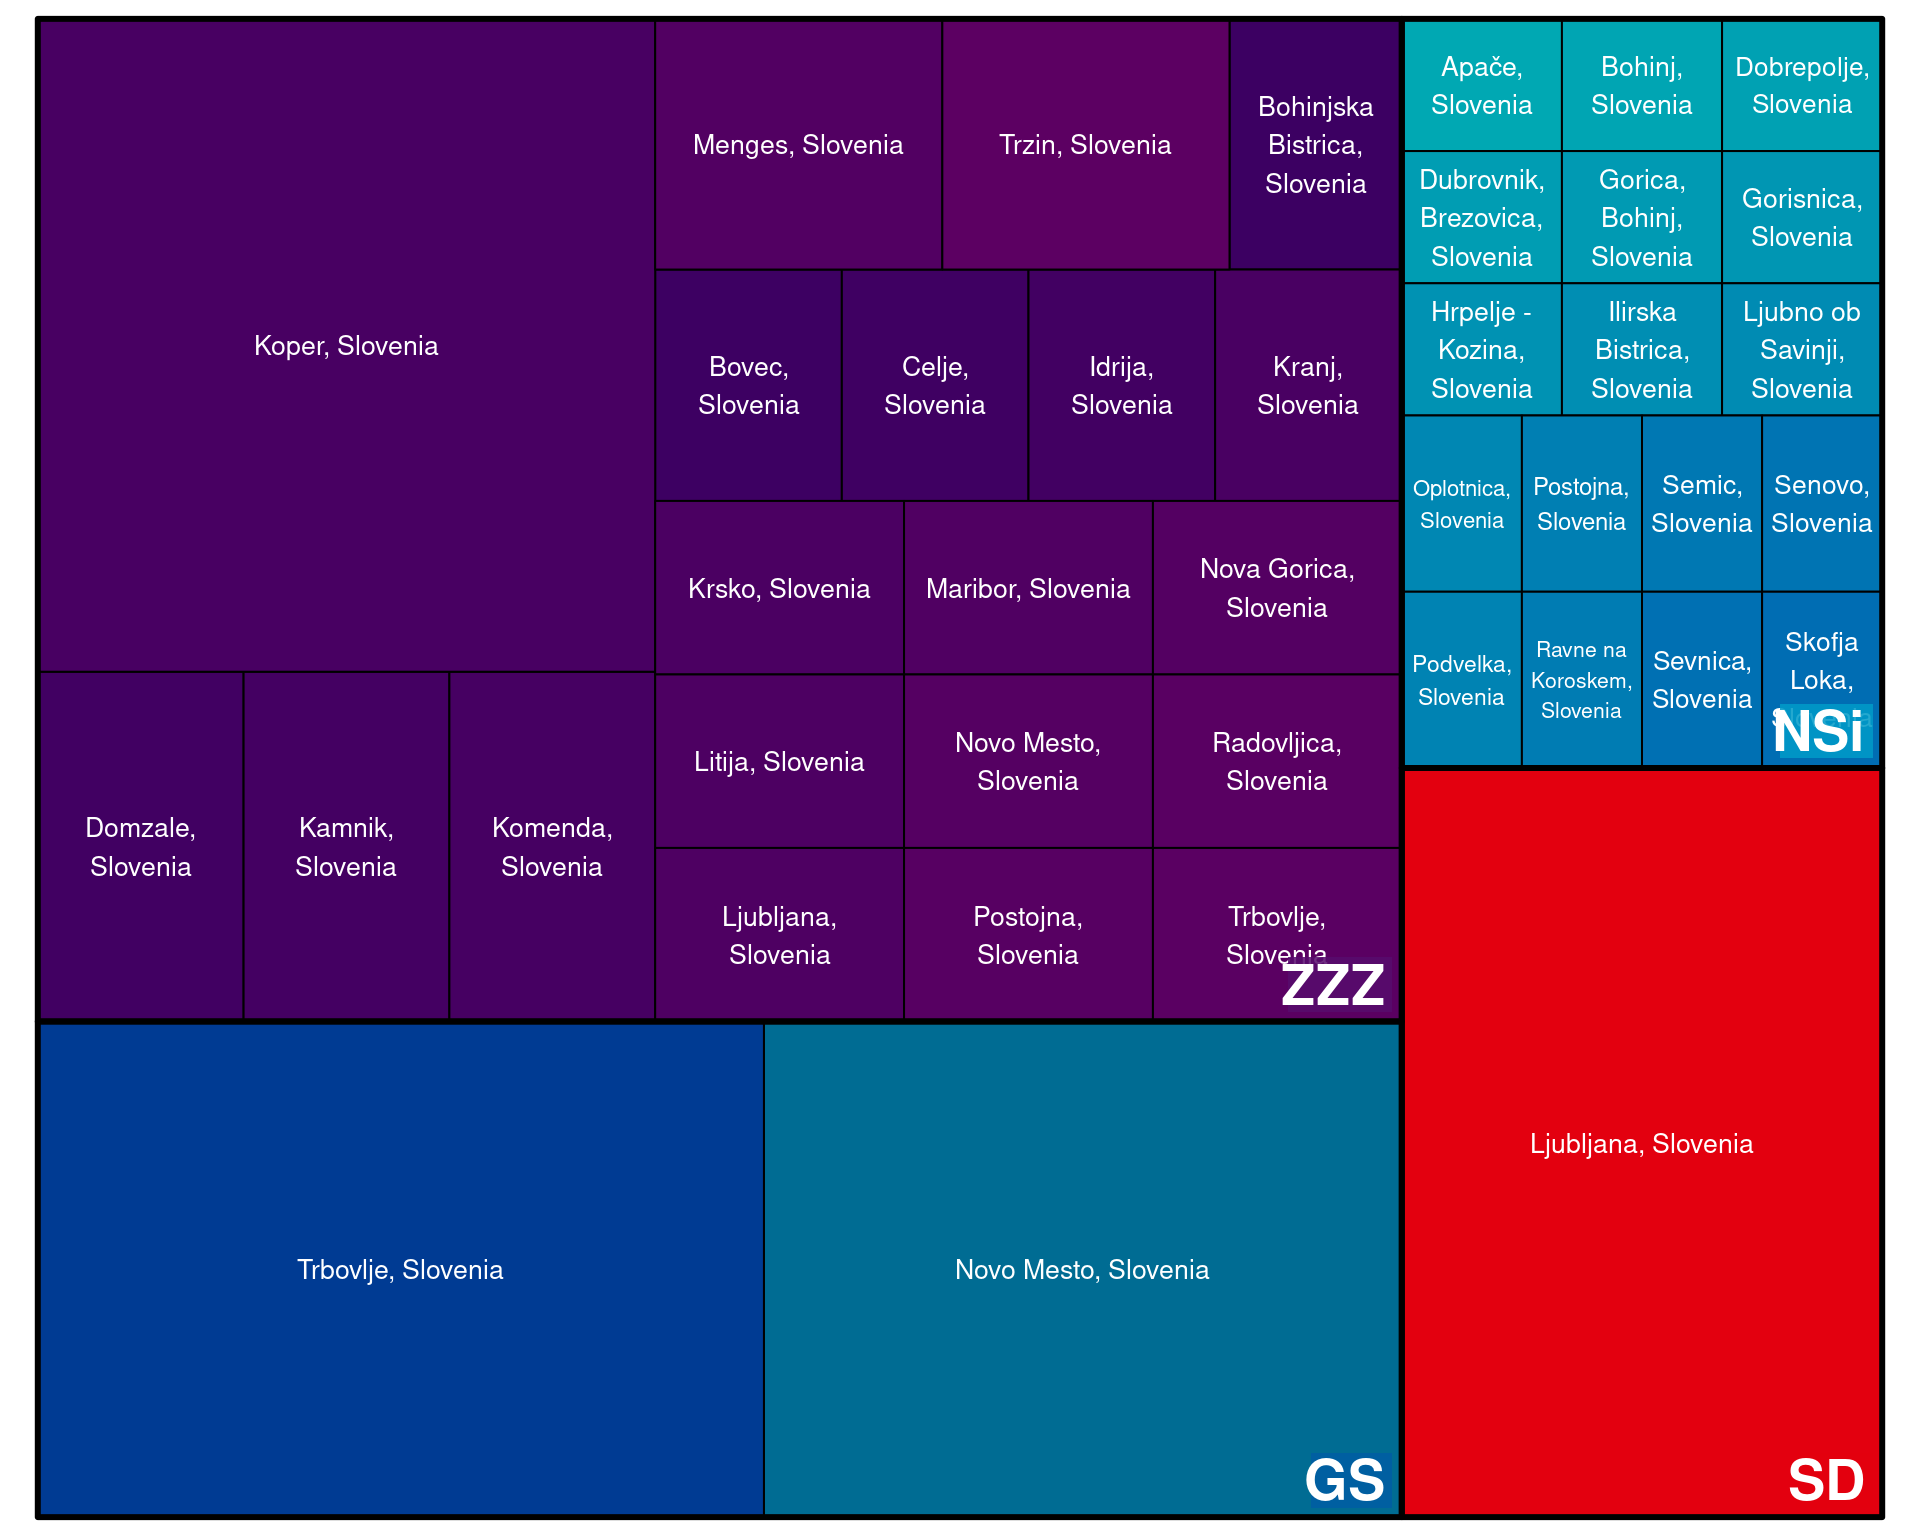 Koper, Slovenia
Menges, Slovenia
Trzin, Slovenia
Bohinjska
Bistrica,
Slovenia
Bovec,
Slovenia
Celje,
Slovenia
Idrija,
Slovenia
Kranj,
Slovenia
Krsko, Slovenia
Maribor, Slovenia
Nova Gorica,
Slovenia
Litija, Slovenia
Novo Mesto,
Slovenia
Radovljica,
Slovenia
Domzale,
Slovenia
Kamnik,
Slovenia
Komenda,
Slovenia
Ljubljana,
Slovenia
Postojna,
Slovenia
Trbovlje,
Slovenia
ZZZ
Trbovlje, Slovenia
Novo Mesto, Slovenia
GS
Apače,
Slovenia
Bohinj,
Slovenia
Dobrepolje,
Slovenia
Dubrovnik,
Brezovica,
Slovenia
Gorica,
Bohinj,
Slovenia
Gorisnica,
Slovenia
Hrpelje -
Kozina,
Slovenia
Ilirska
Bistrica,
Slovenia
Ljubno ob
Savinji,
Slovenia
Oplotnica,
Slovenia
Postojna,
Slovenia
Semic,
Slovenia
Senovo,
Slovenia
Podvelka,
Slovenia
Ravne na
Koroskem,
Slovenia
Sevnica,
Slovenia
Skofja
Loka,
Slovenia
NSi
Ljubljana, Slovenia
SD